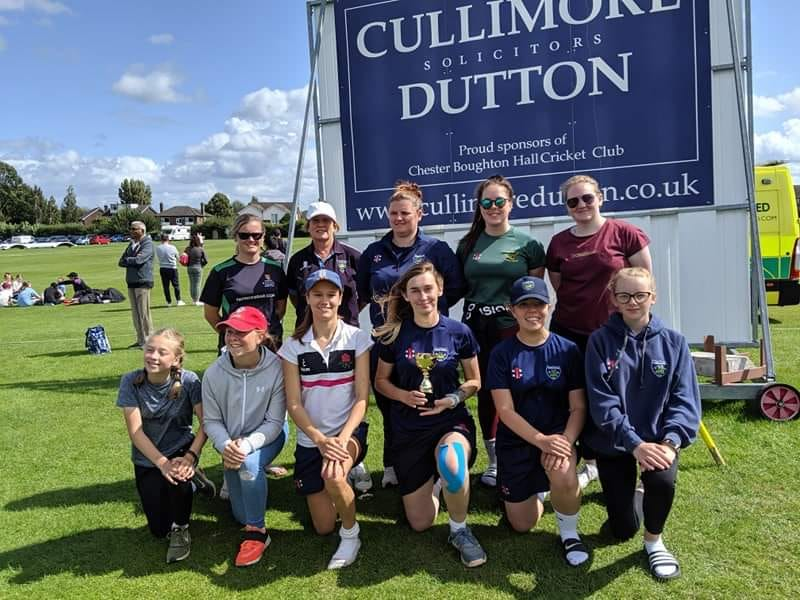 CULLIMORE
SOLICITORS
DUTTON
Proud sponsors of
Chester Boughton Hall Cricket Club
www.cullimoredutton.co.uk